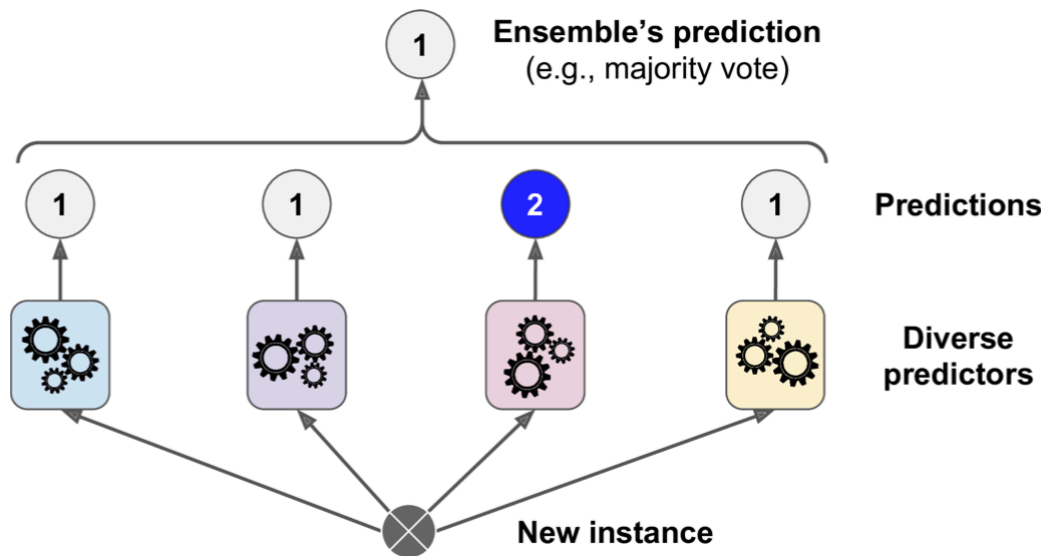 1
Ensemble’s prediction
(e.g., majority vote)
1 1 2 1
Predictions
Diverse
predictors
New instance